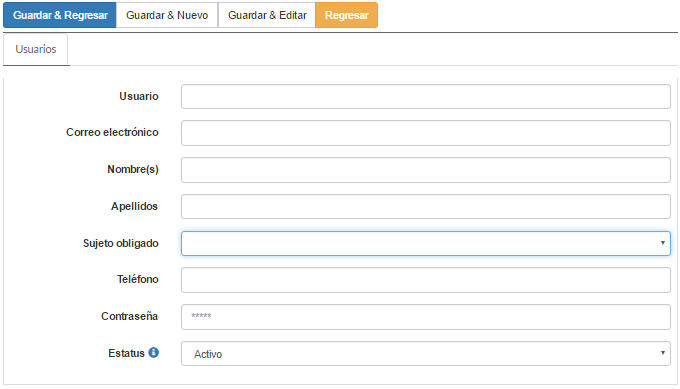 Guardar & Regresar Guardar & Nuevo Guardar & Editar Regresar
Usuarios
Usuario
Correo electrónico
Nombre(s)
Apellidos
Sujeto obligado
Teléfono
Contraseña *****
Estatus Activo